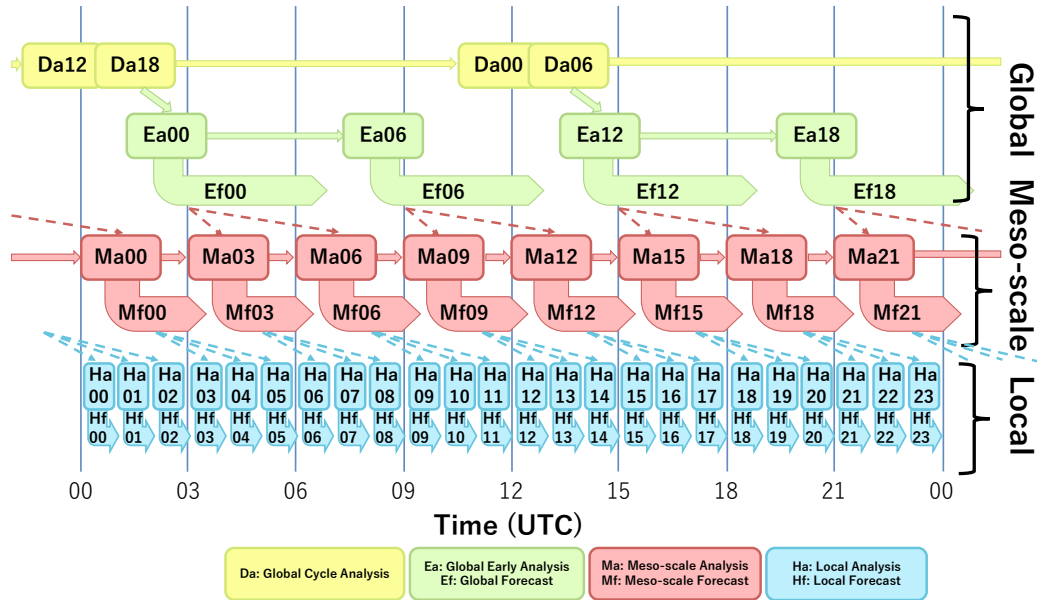 Da12
Da18
Da00
Da06
Ea00
Ea06
Ea12
Ea18
Ef00
Ef06
Ef12
Ef18
Global
Ma00
Ma03
Ma06
Ma09
Ma12
Ma15
Ma18
Ma21
Mf00
Mf03
Mf06
Mf09
Mf12
Mf15
Mf18
Mf21
Meso-scale
Ha
00
Ha
01
Ha
02
Ha
03
Ha
04
Ha
05
Ha
06
Ha
07
Ha
08
Ha
09
Ha
10
Ha
11
Ha
12
Ha
13
Ha
14
Ha
15
Ha
16
Ha
17
Ha
18
Ha
19
Ha
20
Ha
21
Ha
22
Ha
23
Hf
00
Hf
01
Hf
02
Hf
03
Hf
04
Hf
05
Hf
06
Hf
07
Hf
08
Hf
09
Hf
10
Hf
11
Hf
12
Hf
13
Hf
14
Hf
15
Hf
16
Hf
17
Hf
18
Hf
19
Hf
20
Hf
21
Hf
22
Hf
23
Local
00
03
06
09
12
15
18
21
00
Time (UTC)
Da: Global Cycle Analysis
Ea: Global Early Analysis
Ef: Global Forecast
Ma: Meso-scale Analysis
Mf: Meso-scale Forecast
Ha: Local Analysis
Hf: Local Forecast